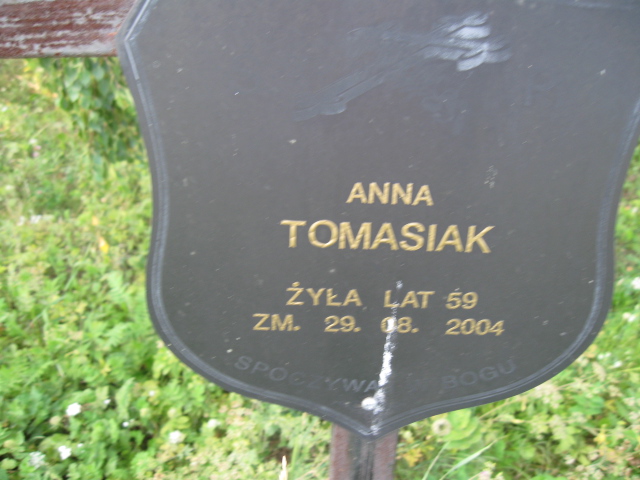 ANNA
TOMASIAK
ŻYŁA LAT 59
ZM. 29. 08. 2004
SPOCZYWA W BOGU